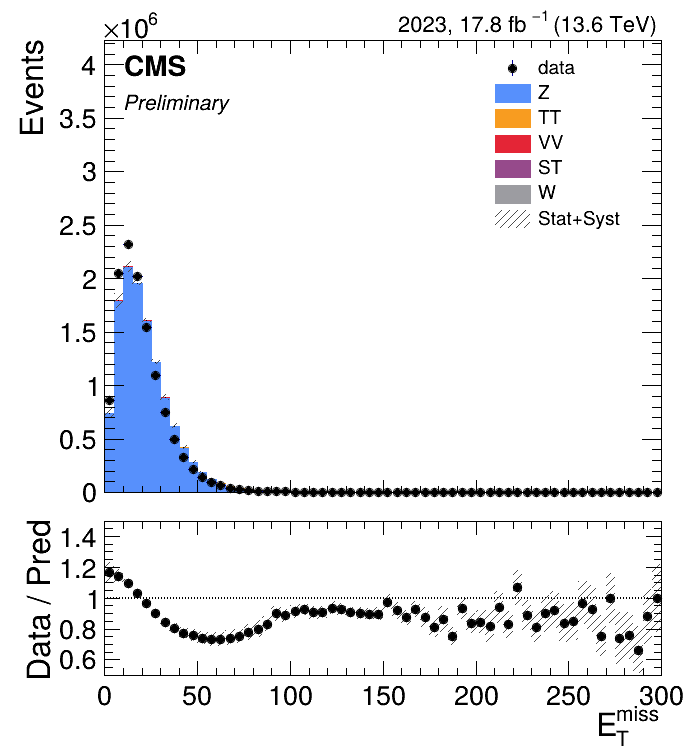 ×10⁶
2023, 17.8 fb⁻¹ (13.6 TeV)
CMS
Preliminary
Events
4
3.5
3
2.5
2
1.5
1
0.5
0
data
Z
TT
VV
ST
W
Stat+Syst
Data / Pred
1.4
1.2
1
0.8
0.6
0 50 100 150 200 250 300
E_T^miss